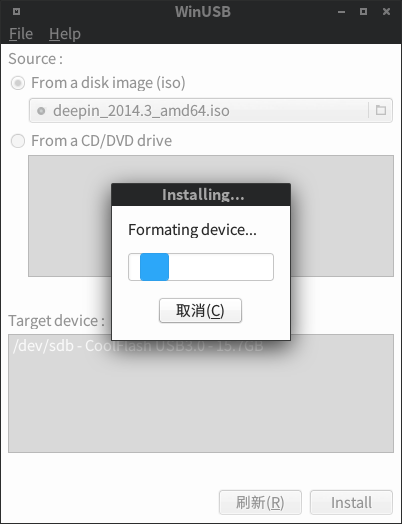 WinUSB
File Help
Source :
From a disk image (iso)
deepin_2014.3_amd64.iso
From a CD/DVD drive
Installing...
Formating device...
取消(C)
Target device :
/dev/sdb - CoolFlash USB3.0 - 15.7GB
刷新(R) Install